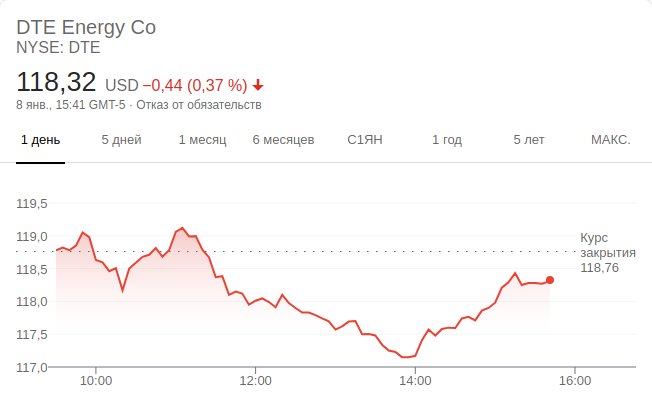 DTE Energy Co
NYSE: DTE
118,32 USD −0,44 (0,37 %)
8 янв., 15:41 GMT-5 · Отказ от обязательств
1 день 5 дней 1 месяц 6 месяцев С1ЯН 1 год 5 лет МАКС.
119,5
119,0
118,5
118,0
117,5
117,0
Курс
закрытия
118,76
10:00 12:00 14:00 16:00